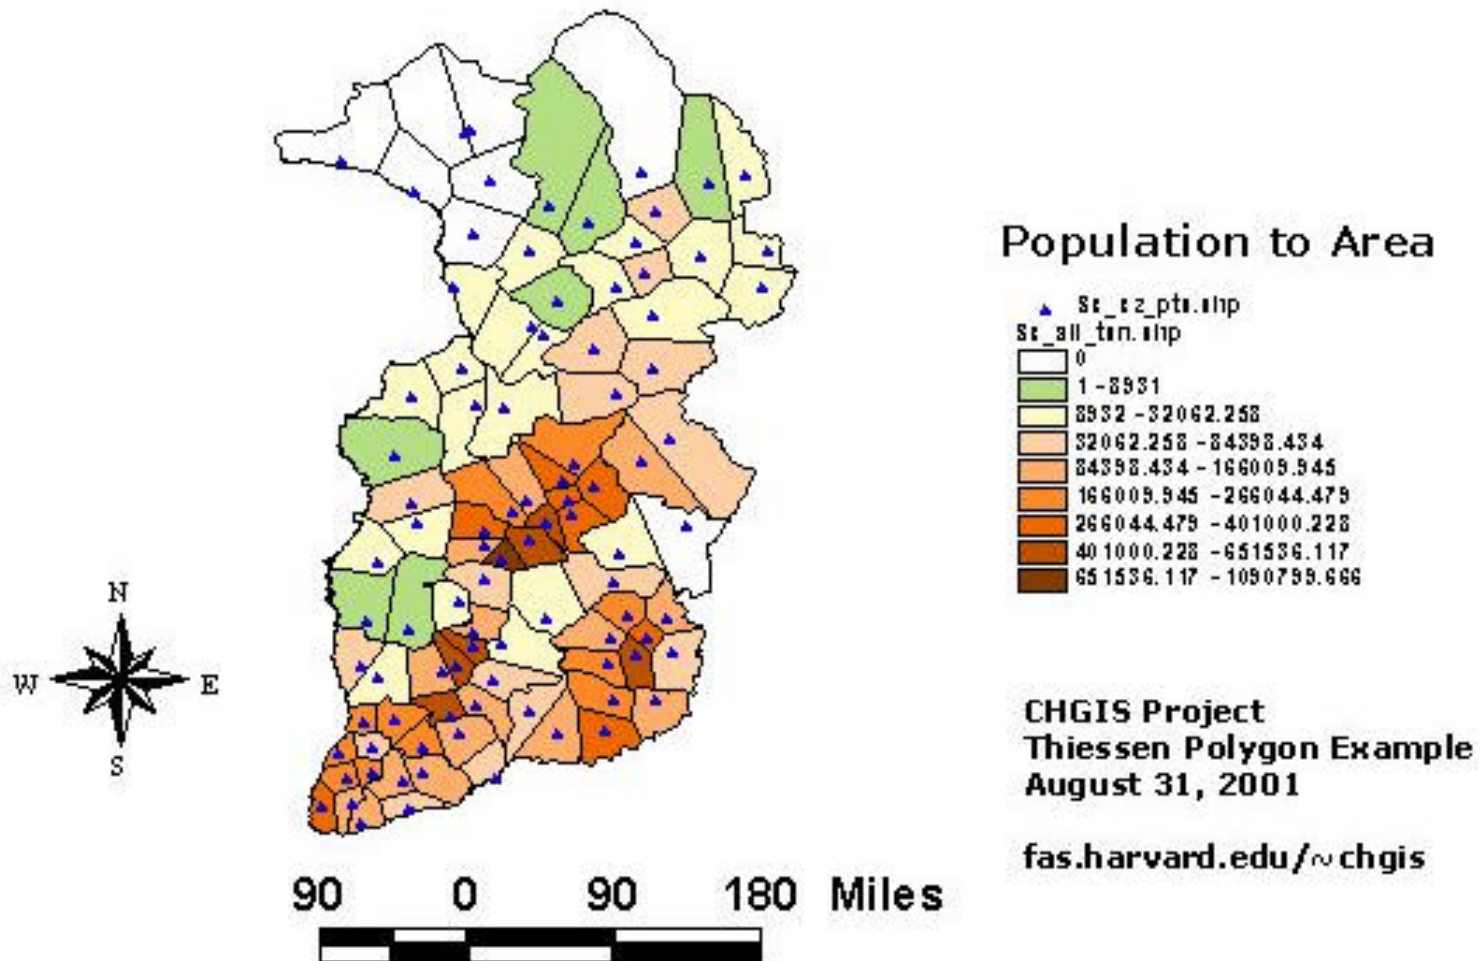 Population to Area
Sc_cz_pts.shp
Sc_all_tsn.shp
0
1 - 8931
8932 - 32062.258
32062.258 - 84398.434
84398.434 - 166009.945
166009.945 - 266044.479
266044.479 - 401000.228
401000.228 - 651536.117
651536.117 - 1090799.666
N
W E
S
CHGIS Project
Thiessen Polygon Example
August 31, 2001
fas.harvard.edu/~chgis
90 0 90 180 Miles